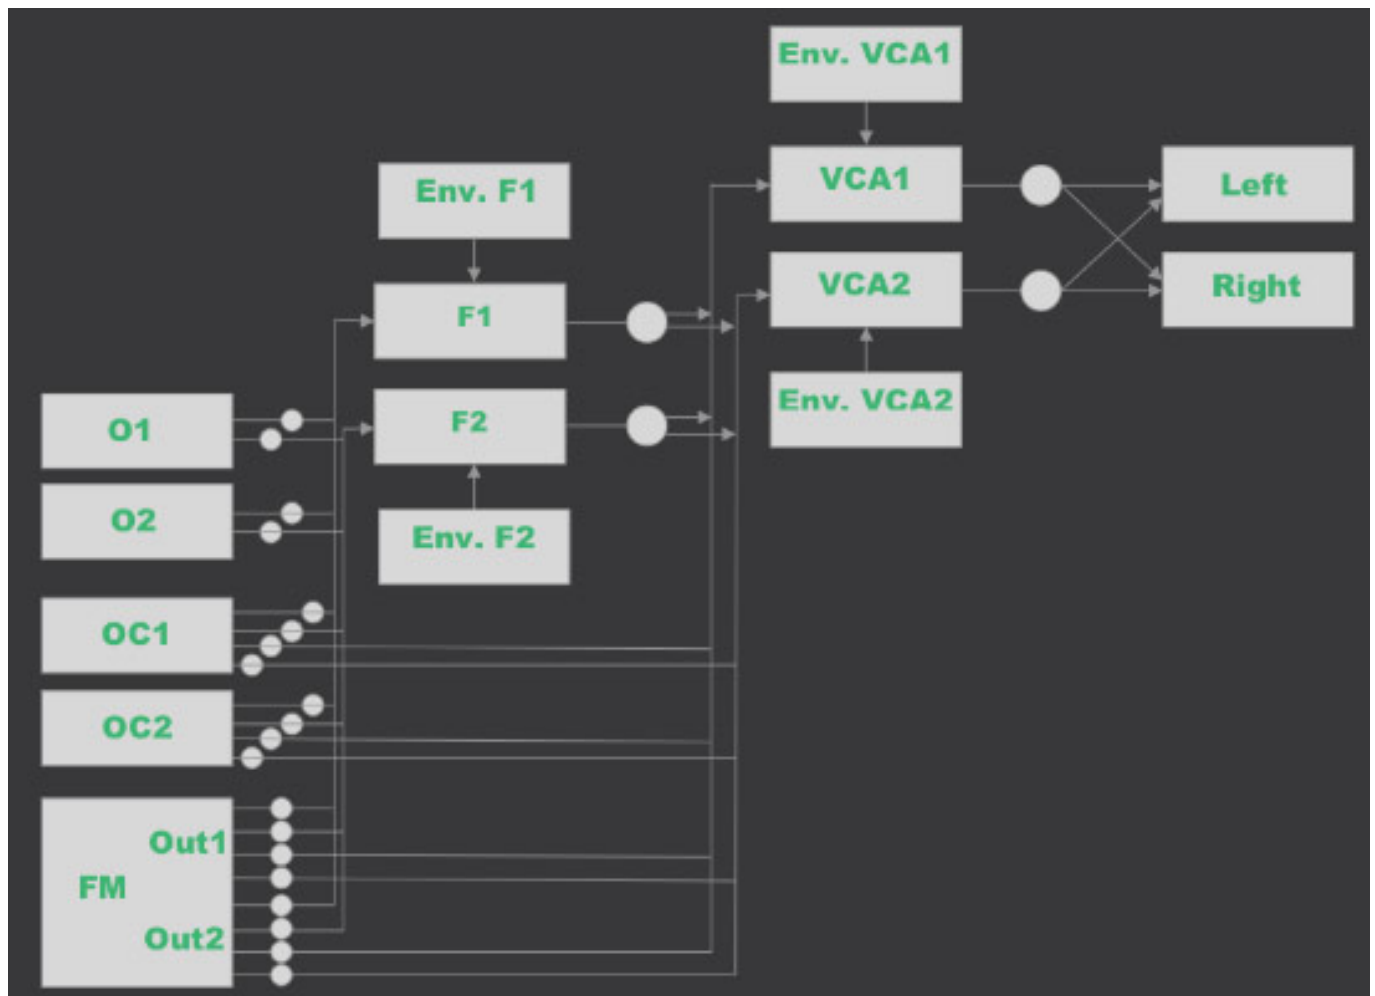 Env. VCA1
VCA1
Left
Env. F1
VCA2
Right
F1
Env. VCA2
F2
O1
O2
Env. F2
OC1
OC2
Out1
FM
Out2